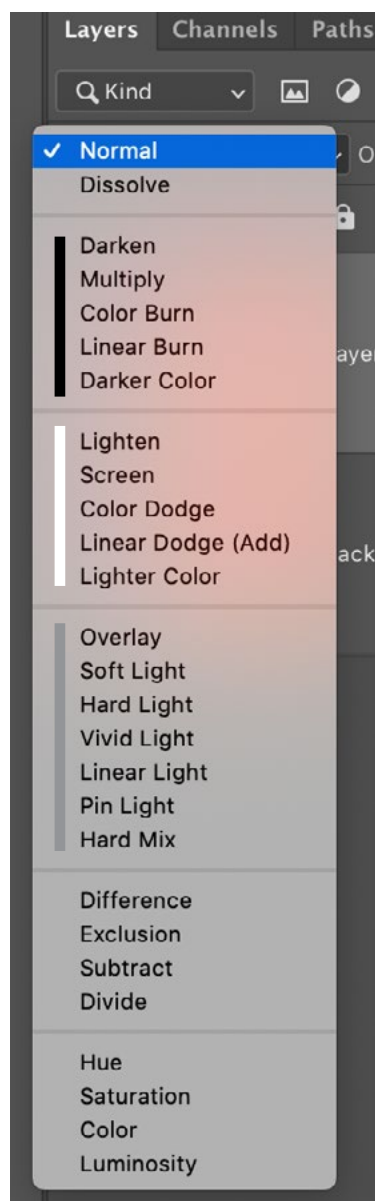 Layers Channels Paths
Kind
Normal
O
Dissolve
Darken
Multiply
Color Burn
Linear Burn
aye
Darker Color
Lighten
Screen
Color Dodge
Linear Dodge (Add)
ack
Lighter Color
Overlay
Soft Light
Hard Light
Vivid Light
Linear Light
Pin Light
Hard Mix
Difference
Exclusion
Subtract
Divide
Hue
Saturation
Color
Luminosity